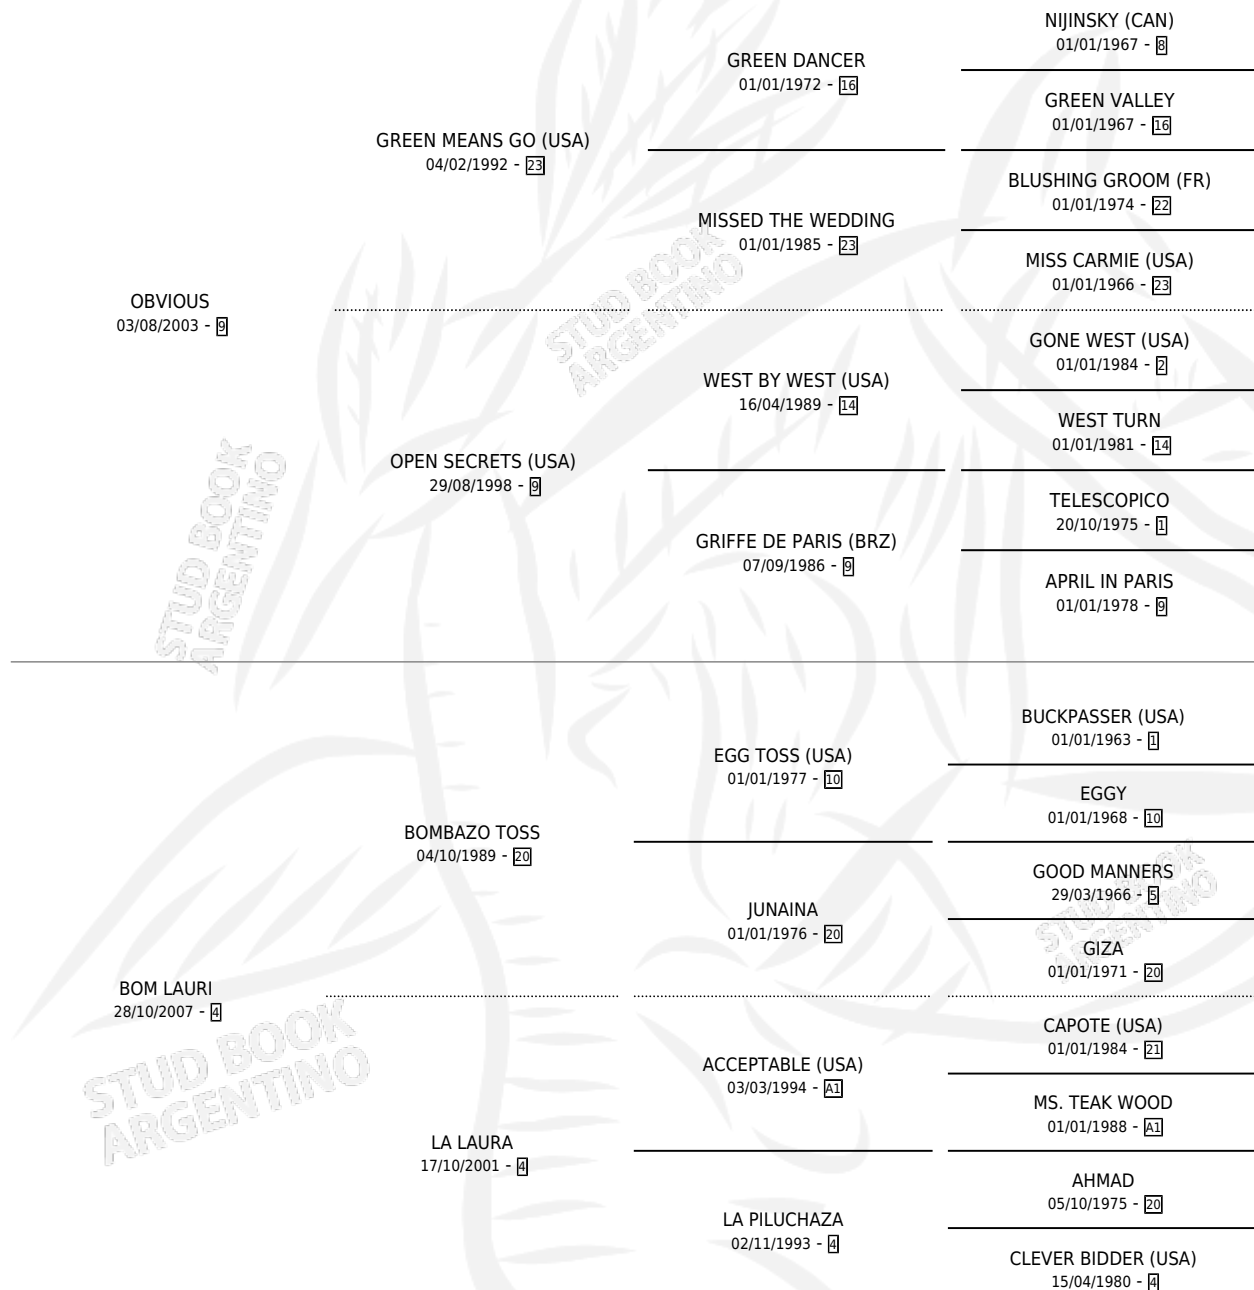 OBVIOUS
03/08/2003 - 9
GREEN MEANS GO (USA)
04/02/1992 - 23
GREEN DANCER
01/01/1972 - 16
NIJINSKY (CAN)
01/01/1967 - 8
GREEN VALLEY
01/01/1967 - 16
MISSED THE WEDDING
01/01/1985 - 23
BLUSHING GROOM (FR)
01/01/1974 - 22
MISS CARMIE (USA)
01/01/1966 - 23
OPEN SECRETS (USA)
29/08/1998 - 9
WEST BY WEST (USA)
16/04/1989 - 14
GONE WEST (USA)
01/01/1984 - 2
WEST TURN
01/01/1981 - 14
GRIFFE DE PARIS (BRZ)
07/09/1986 - 9
TELESCOPICO
20/10/1975 - 1
APRIL IN PARIS
01/01/1978 - 9
BOM LAURI
28/10/2007 - 4
BOMBAZO TOSS
04/10/1989 - 20
EGG TOSS (USA)
01/01/1977 - 10
BUCKPASSER (USA)
01/01/1963 - 1
EGGY
01/01/1968 - 10
JUNAINA
01/01/1976 - 20
GOOD MANNERS
29/03/1966 - 5
GIZA
01/01/1971 - 20
LA LAURA
17/10/2001 - 4
ACCEPTABLE (USA)
03/03/1994 - A1
CAPOTE (USA)
01/01/1984 - 21
MS. TEAK WOOD
01/01/1988 - A1
LA PILUCHAZA
02/11/1993 - 4
AHMAD
05/10/1975 - 20
CLEVER BIDDER (USA)
15/04/1980 - 4
STUD BOOK
ARGENTINO
STUD BOOK
ARGENTINO
STUD BOOK
ARGENTINO
STUD BOOK
ARGENTINO